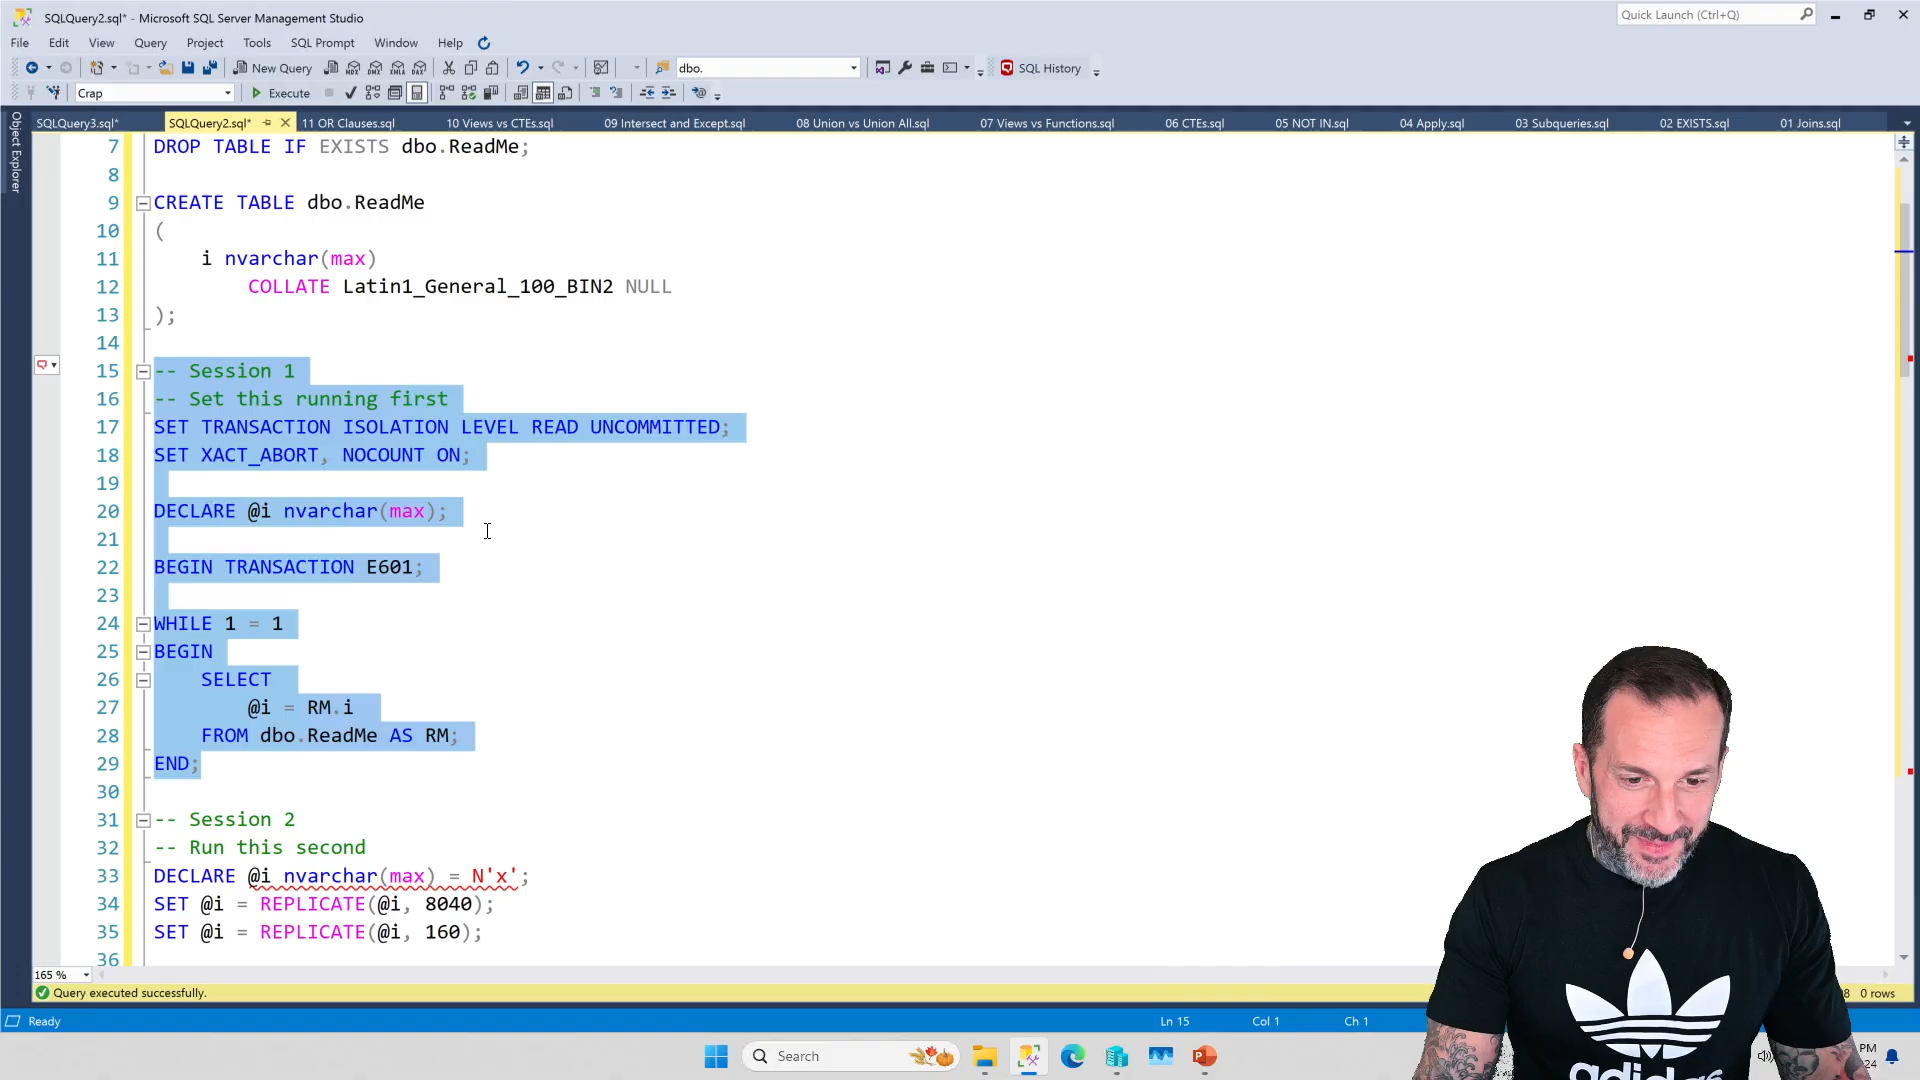 SQLQuery2.sql* - Microsoft SQL Server Management Studio
Quick Launch (Ctrl+Q)
File Edit View Query Project Tools SQL Prompt Window Help
New Query
MDX DMX XMLA DAX
dbo.
SQL History
Crap
Execute
SQLQuery3.sql* SQLQuery2.sql* 11 OR Clauses.sql 10 Views vs CTEs.sql 09 Intersect and Except.sql 08 Union vs Union All.sql 07 Views vs Functions.sql 06 CTEs.sql 05 NOT IN.sql 04 Apply.sql 03 Subqueries.sql 02 EXISTS.sql 01 Joins.sql
Object Explorer
7 DROP TABLE IF EXISTS dbo.ReadMe;
8
9 CREATE TABLE dbo.ReadMe
10 (
11 i nvarchar(max)
12 COLLATE Latin1_General_100_BIN2 NULL
13 );
14
15 -- Session 1
16 -- Set this running first
17 SET TRANSACTION ISOLATION LEVEL READ UNCOMMITTED;
18 SET XACT_ABORT, NOCOUNT ON;
19
20 DECLARE @i nvarchar(max);
21
22 BEGIN TRANSACTION E601;
23
24 WHILE 1 = 1
25 BEGIN
26 SELECT
27 @i = RM.i
28 FROM dbo.ReadMe AS RM;
29 END;
30
31 -- Session 2
32 -- Run this second
33 DECLARE @i nvarchar(max) = N'x';
34 SET @i = REPLICATE(@i, 8040);
35 SET @i = REPLICATE(@i, 160);
36
165 %
Query executed successfully.
8 0 rows
Ready
Ln 15 Col 1 Ch 1
Search
PM
24
adidas